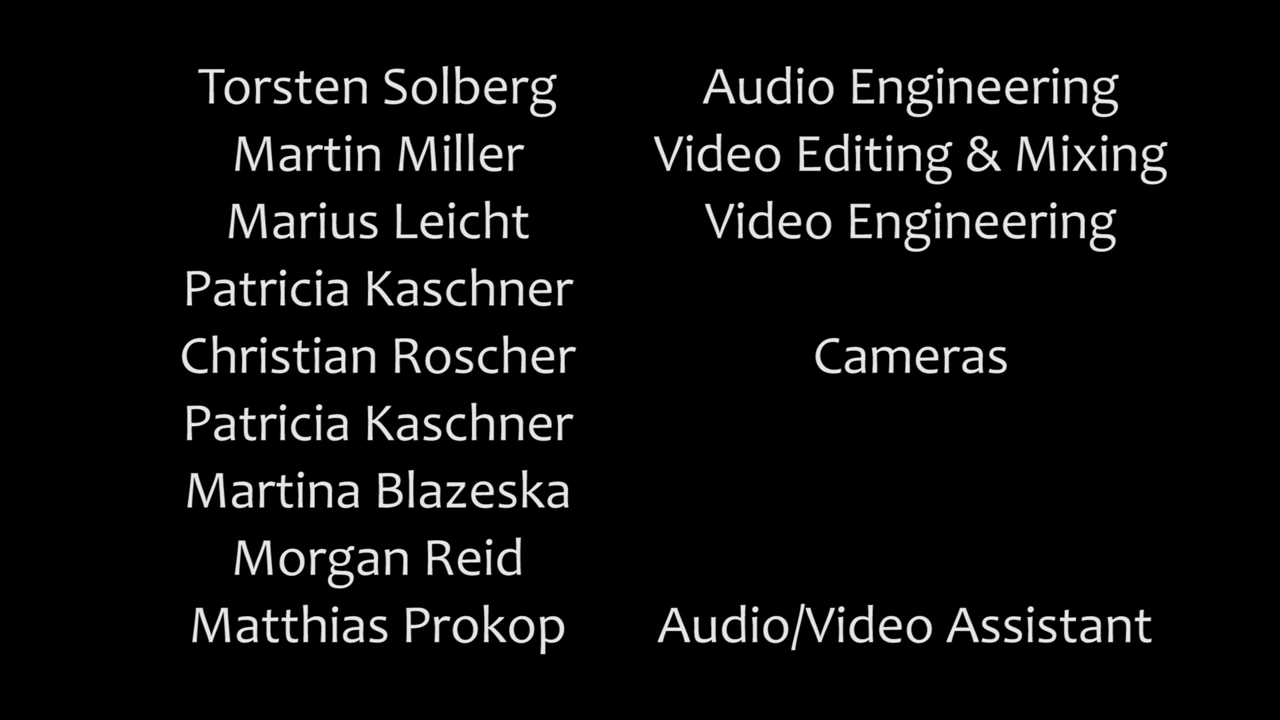 Torsten Solberg Audio Engineering
Martin Miller Video Editing & Mixing
Marius Leicht Video Engineering
Patricia Kaschner
Christian Roscher Cameras
Patricia Kaschner
Martina Blazeska
Morgan Reid
Matthias Prokop Audio/Video Assistant